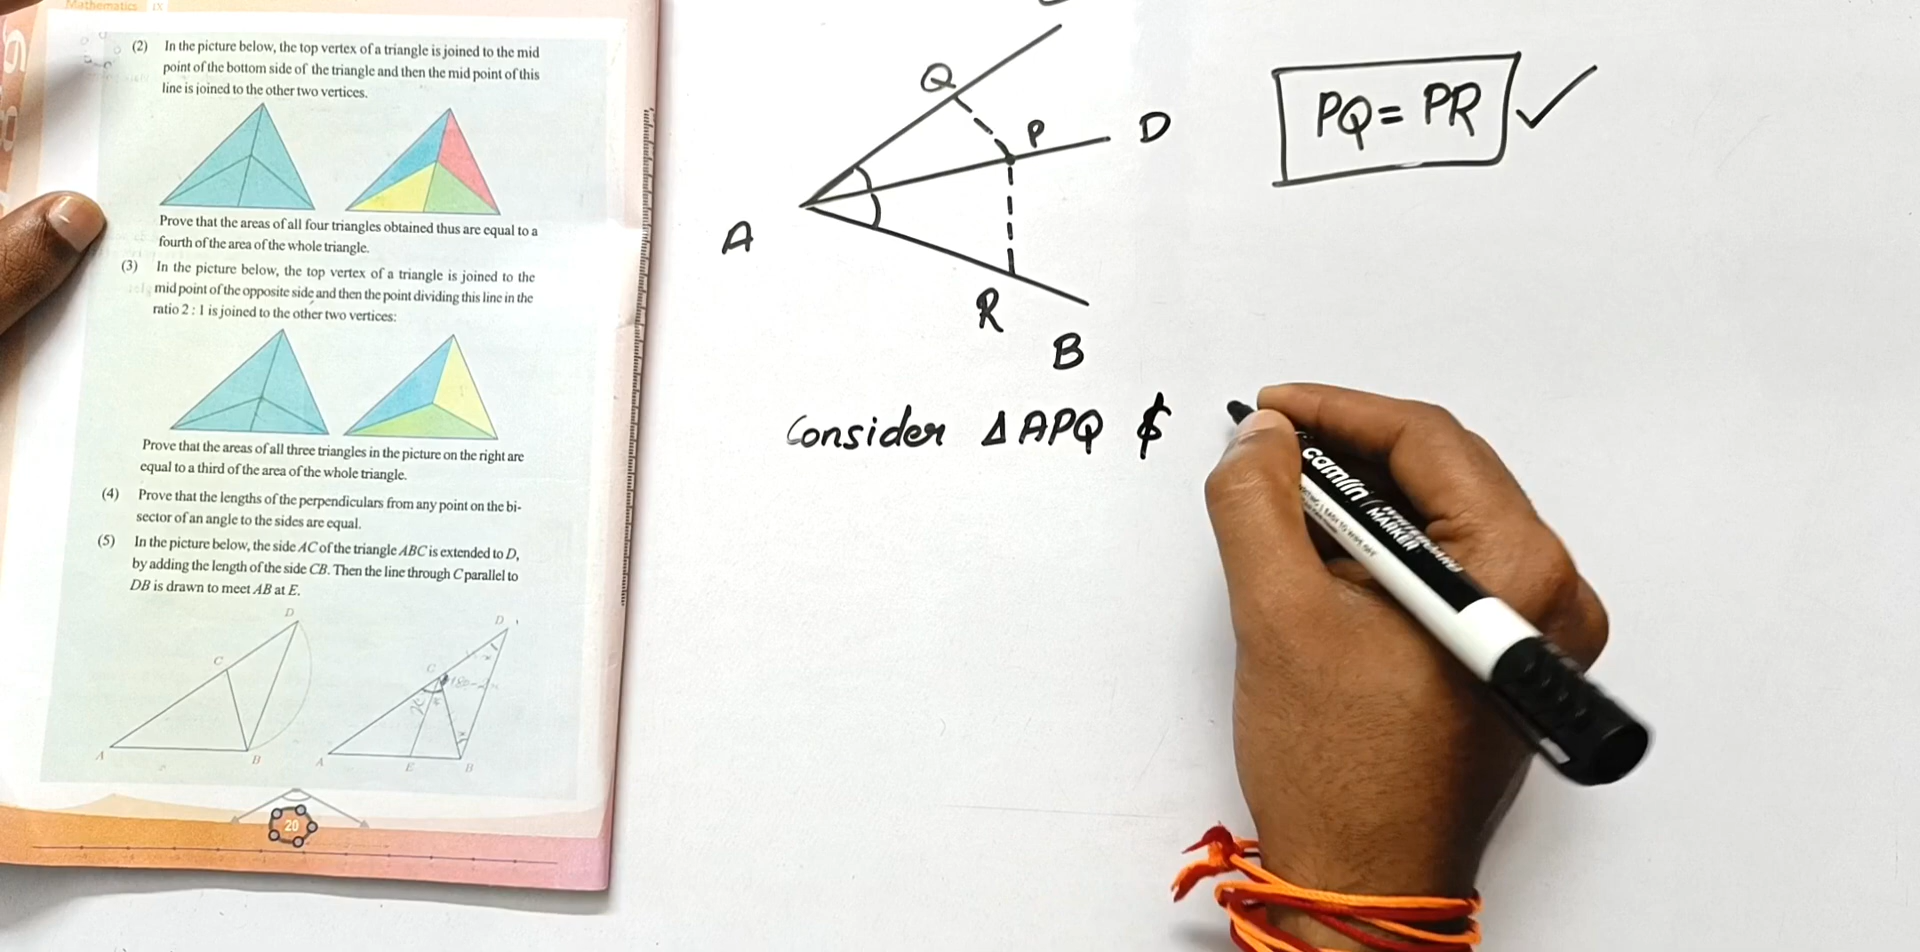 Mathematics IX
(2) In the picture below, the top vertex of a triangle is joined to the mid
point of the bottom side of the triangle and then the mid point of this
line is joined to the other two vertices.
Prove that the areas of all four triangles obtained thus are equal to a
fourth of the area of the whole triangle.
(3) In the picture below, the top vertex of a triangle is joined to the
mid point of the opposite side and then the point dividing this line in the
ratio 2 : 1 is joined to the other two vertices:
Prove that the areas of all three triangles in the picture on the right are
equal to a third of the area of the whole triangle.
(4) Prove that the lengths of the perpendiculars from any point on the bi-
sector of an angle to the sides are equal.
(5) In the picture below, the side AC of the triangle ABC is extended to D,
by adding the length of the side CB. Then the line through C parallel to
DB is drawn to meet AB at E.
D
C
A
B
D
C
A
E
B
20
Q
P
D
A
R
B
PQ = PR
Consider Δ APQ &
camlin
MARKER